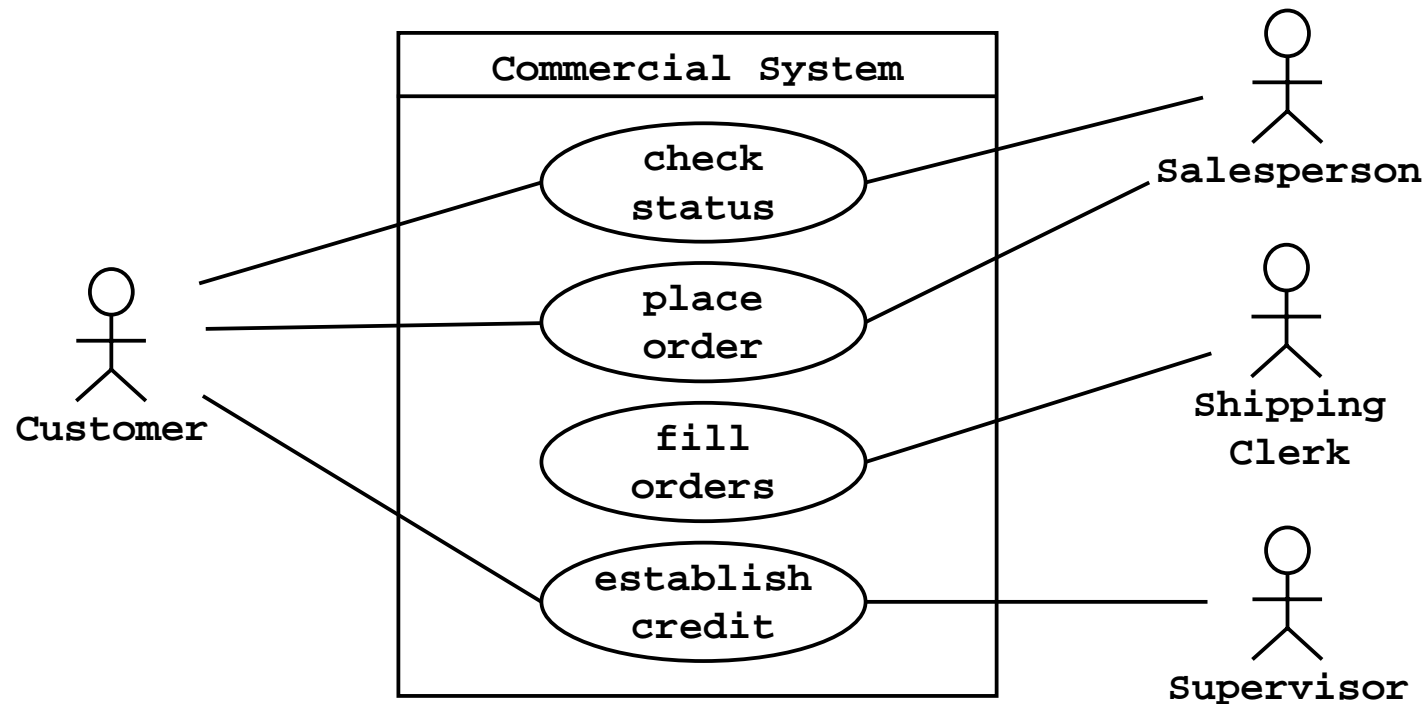 Commercial System
check
status
place
order
fill
orders
establish
credit
Customer
Salesperson
Shipping
Clerk
Supervisor